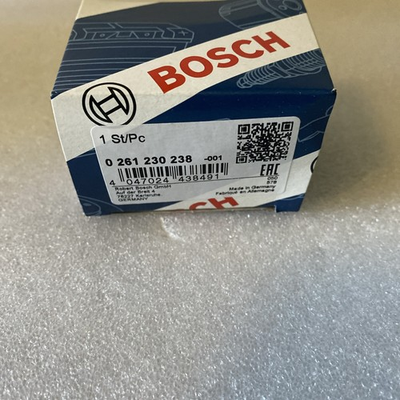 BOSCH
1 St/Pc
0 261 230 238 -001
4 047024 438491
Robert Bosch GmbH
Auf der Breit 4
76227 Karlsruhe
GERMANY
EAC
Made in Germany
Fabriqué en Allemagne